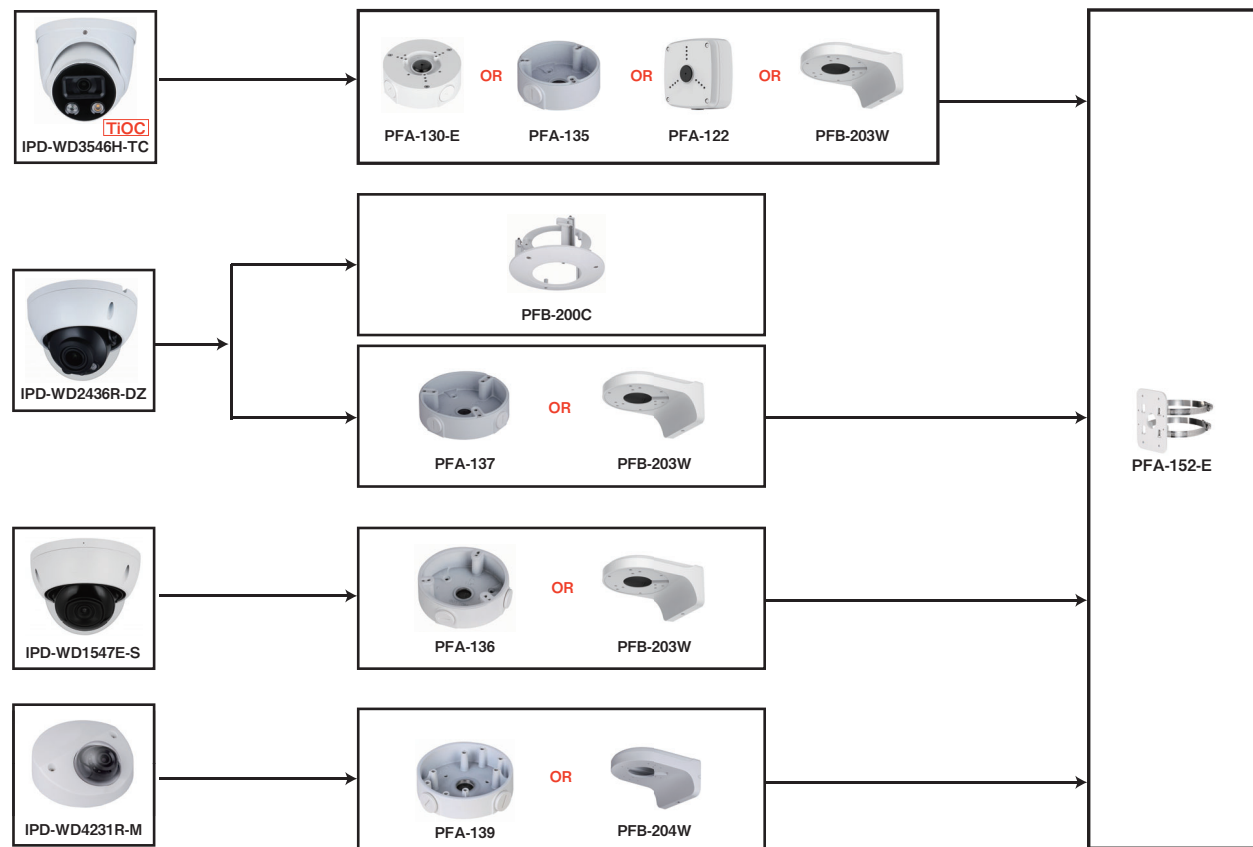 TiOC
IPD-WD3546H-TC
OR
OR
OR
PFA-130-E
PFA-135
PFA-122
PFB-203W
PFB-200C
IPD-WD2436R-DZ
OR
PFA-137
PFB-203W
PFA-152-E
IPD-WD1547E-S
OR
PFA-136
PFB-203W
IPD-WD4231R-M
OR
PFA-139
PFB-204W